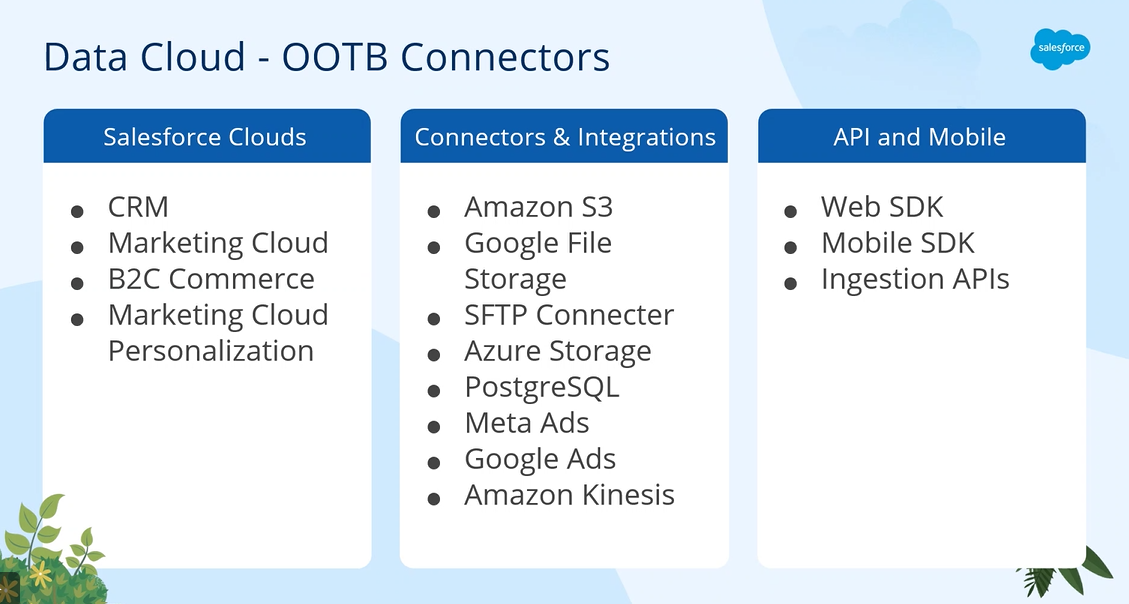 Data Cloud - OOTB Connectors
salesforce
Salesforce Clouds
● CRM
● Marketing Cloud
● B2C Commerce
● Marketing Cloud
Personalization
Connectors & Integrations
● Amazon S3
● Google File
Storage
● SFTP Connecter
● Azure Storage
● PostgreSQL
● Meta Ads
● Google Ads
● Amazon Kinesis
API and Mobile
● Web SDK
● Mobile SDK
● Ingestion APIs